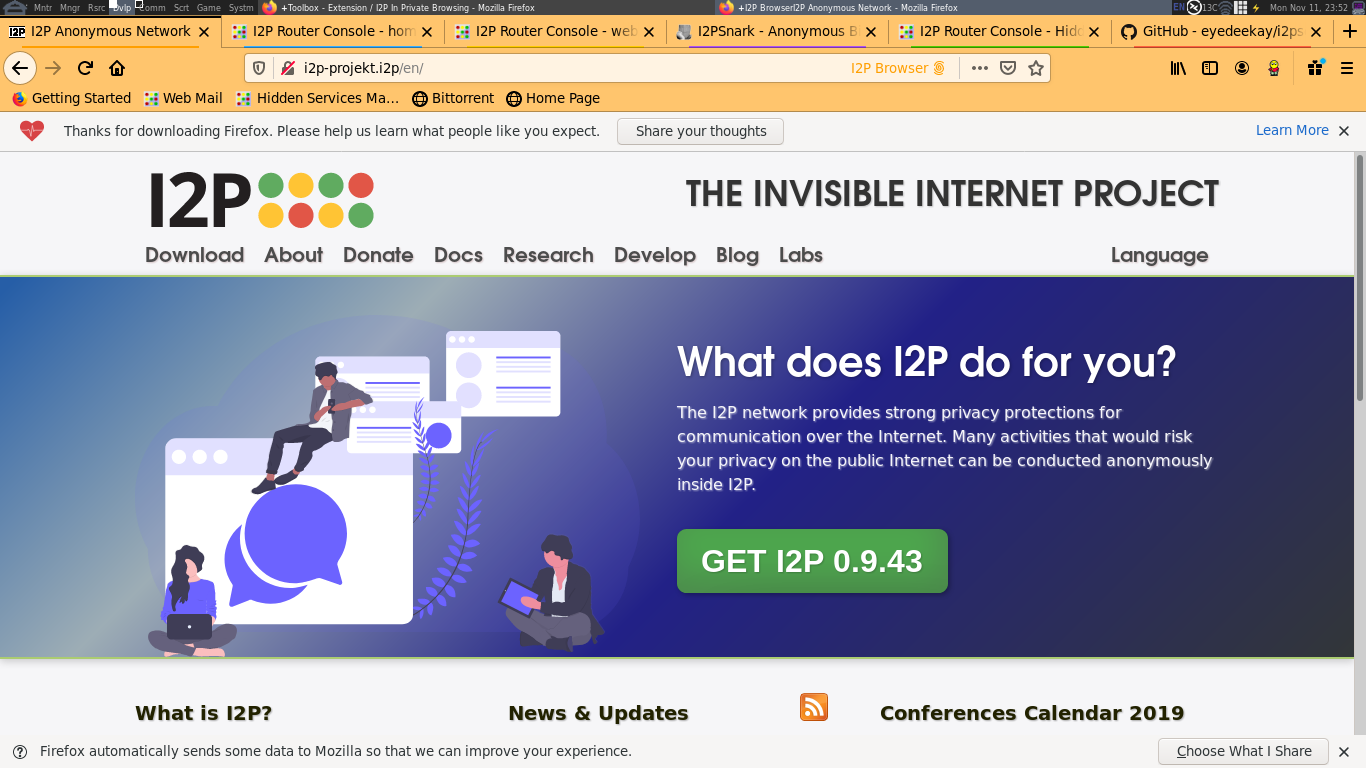 Mntr Mngr Rsrc Dvlp Comm Scrt Game Systm +Toolbox - Extension / I2P In Private Browsing - Mozilla Firefox +I2P BrowserI2P Anonymous Network - Mozilla Firefox EN Mon Nov 11, 23:52
I2P Anonymous Network I2P Router Console - hom I2P Router Console - web I2PSnark - Anonymous B I2P Router Console - Hid GitHub - eyedeekay/i2ps
i2p-projekt.i2p/en/ I2P Browser
Getting Started Web Mail Hidden Services Ma... Bittorrent Home Page
Thanks for downloading Firefox. Please help us learn what people like you expect. Share your thoughts Learn More
I2P THE INVISIBLE INTERNET PROJECT
Download About Donate Docs Research Develop Blog Labs Language
What does I2P do for you?
The I2P network provides strong privacy protections for
communication over the Internet. Many activities that would risk
your privacy on the public Internet can be conducted anonymously
inside I2P.
GET I2P 0.9.43
What is I2P? News & Updates Conferences Calendar 2019
Firefox automatically sends some data to Mozilla so that we can improve your experience. Choose What I Share